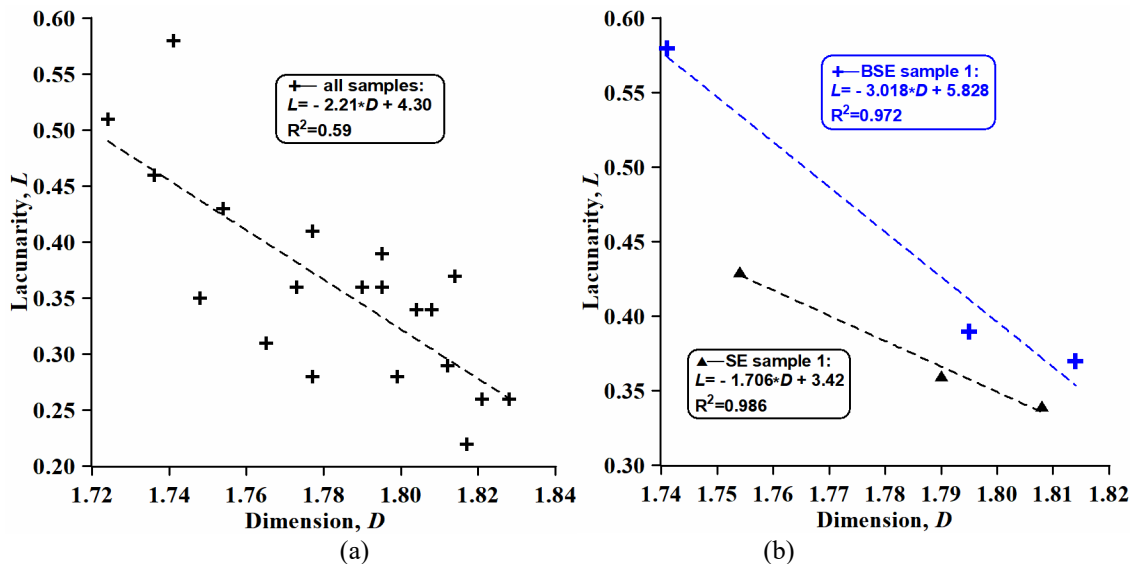 0.60
0.55
0.50
0.45
0.40
0.35
0.30
0.25
0.20
Lacunarity, L
all samples:
L= - 2.21*D + 4.30
R²=0.59
1.72 1.74 1.76 1.78 1.80 1.82 1.84
Dimension, D
(a)
0.60
0.55
0.50
0.45
0.40
0.35
0.30
Lacunarity, L
BSE sample 1:
L= - 3.018*D + 5.828
R²=0.972
SE sample 1:
L= - 1.706*D + 3.42
R²=0.986
1.74 1.75 1.76 1.77 1.78 1.79 1.80 1.81 1.82
Dimension, D
(b)